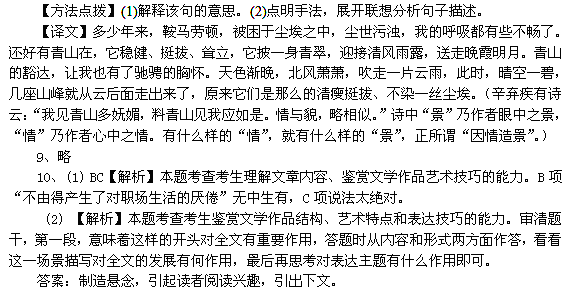 【方法点拨】(1)解释该句的意思。(2)点明手法，展开联想分析句子描述。
【译文】多少年来，鞍马劳顿，被困于尘埃之中，尘世污浊，我的呼吸都有些不畅了。
还好有青山在，它稳健、挺拔、耸立，它披一身青翠，迎接清风雨露，送走晚霞明月。青山
的豁达，让我也有了驰骋的胸怀。天色渐晚，北风萧萧，吹走一片云雨，此时，晴空一碧，
几座山峰就从云后面走出来了，原来它们是那么的清瘦挺拔、不染一丝尘埃。（辛弃疾有诗
云：“我见青山多妩媚，料青山见我应如是。情与貌，略相似。”诗中“景”乃作者眼中之景，
“情”乃作者心中之情。有什么样的“情”，就有什么样的“景”，正所谓“因情造景”。）
9、略
10、(1) BC【解析】本题考查考生理解文章内容、鉴赏文学作品艺术技巧的能力。B 项
“不由得产生了对职场生活的厌倦”无中生有，C 项说法太绝对。
(2) 【解析】本题考查考生鉴赏文学作品结构、艺术特点和表达技巧的能力。审清题
干，第一段，意味着这样的开头对全文有重要作用，答题时从内容和形式两方面作答，看看
这一场景描写对全文的发展有何作用，最后再思考对表达主题有什么作用即可。
答案：制造悬念，引起读者阅读兴趣，引出下文。